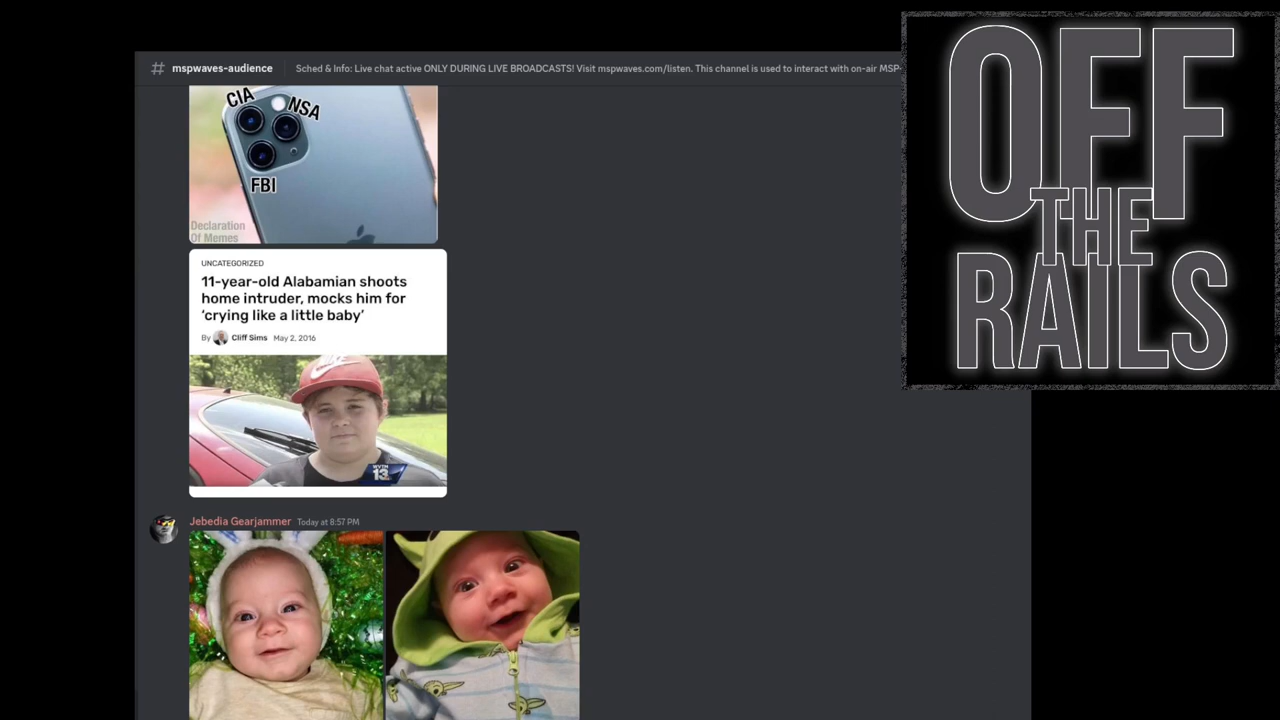 # mspwaves-audience
Sched & Info: Live chat active ONLY DURING LIVE BROADCASTS! Visit mspwaves.com/listen. This channel is used to interact with on-air MSP
CIA
NSA
FBI
Declaration
Of Memes
UNCATEGORIZED
11-year-old Alabamian shoots
home intruder, mocks him for
‘crying like a little baby’
By Cliff Sims May 2, 2016
WVTM
13
Jebedia Gearjammer Today at 8:57 PM
OFF
THE
RAILS